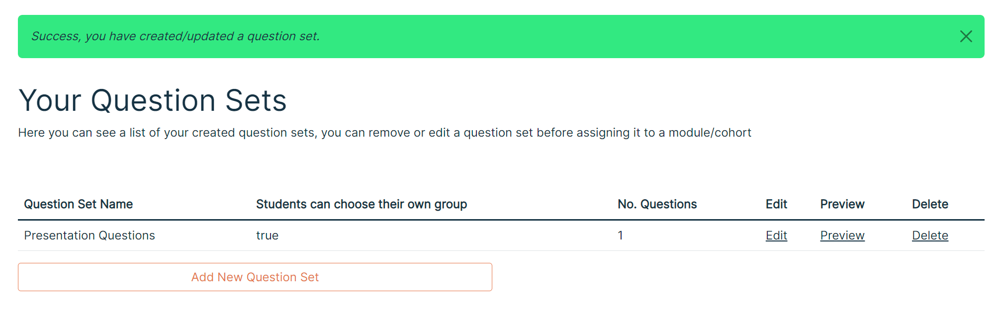 Success, you have created/updated a question set.
Your Question Sets
Here you can see a list of your created question sets, you can remove or edit a question set before assigning it to a module/cohort
Question Set Name Students can choose their own group No. Questions Edit Preview Delete
Presentation Questions true 1 Edit Preview Delete
Add New Question Set